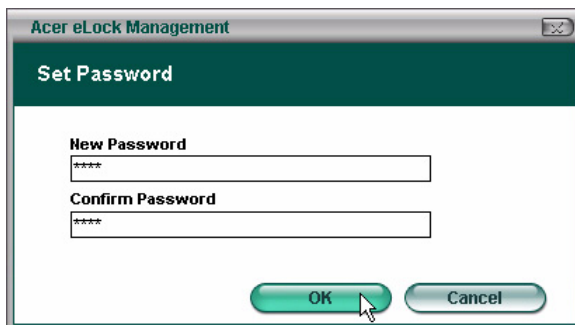 Acer eLock Management
Set Password
New Password
****
Confirm Password
****
OK Cancel